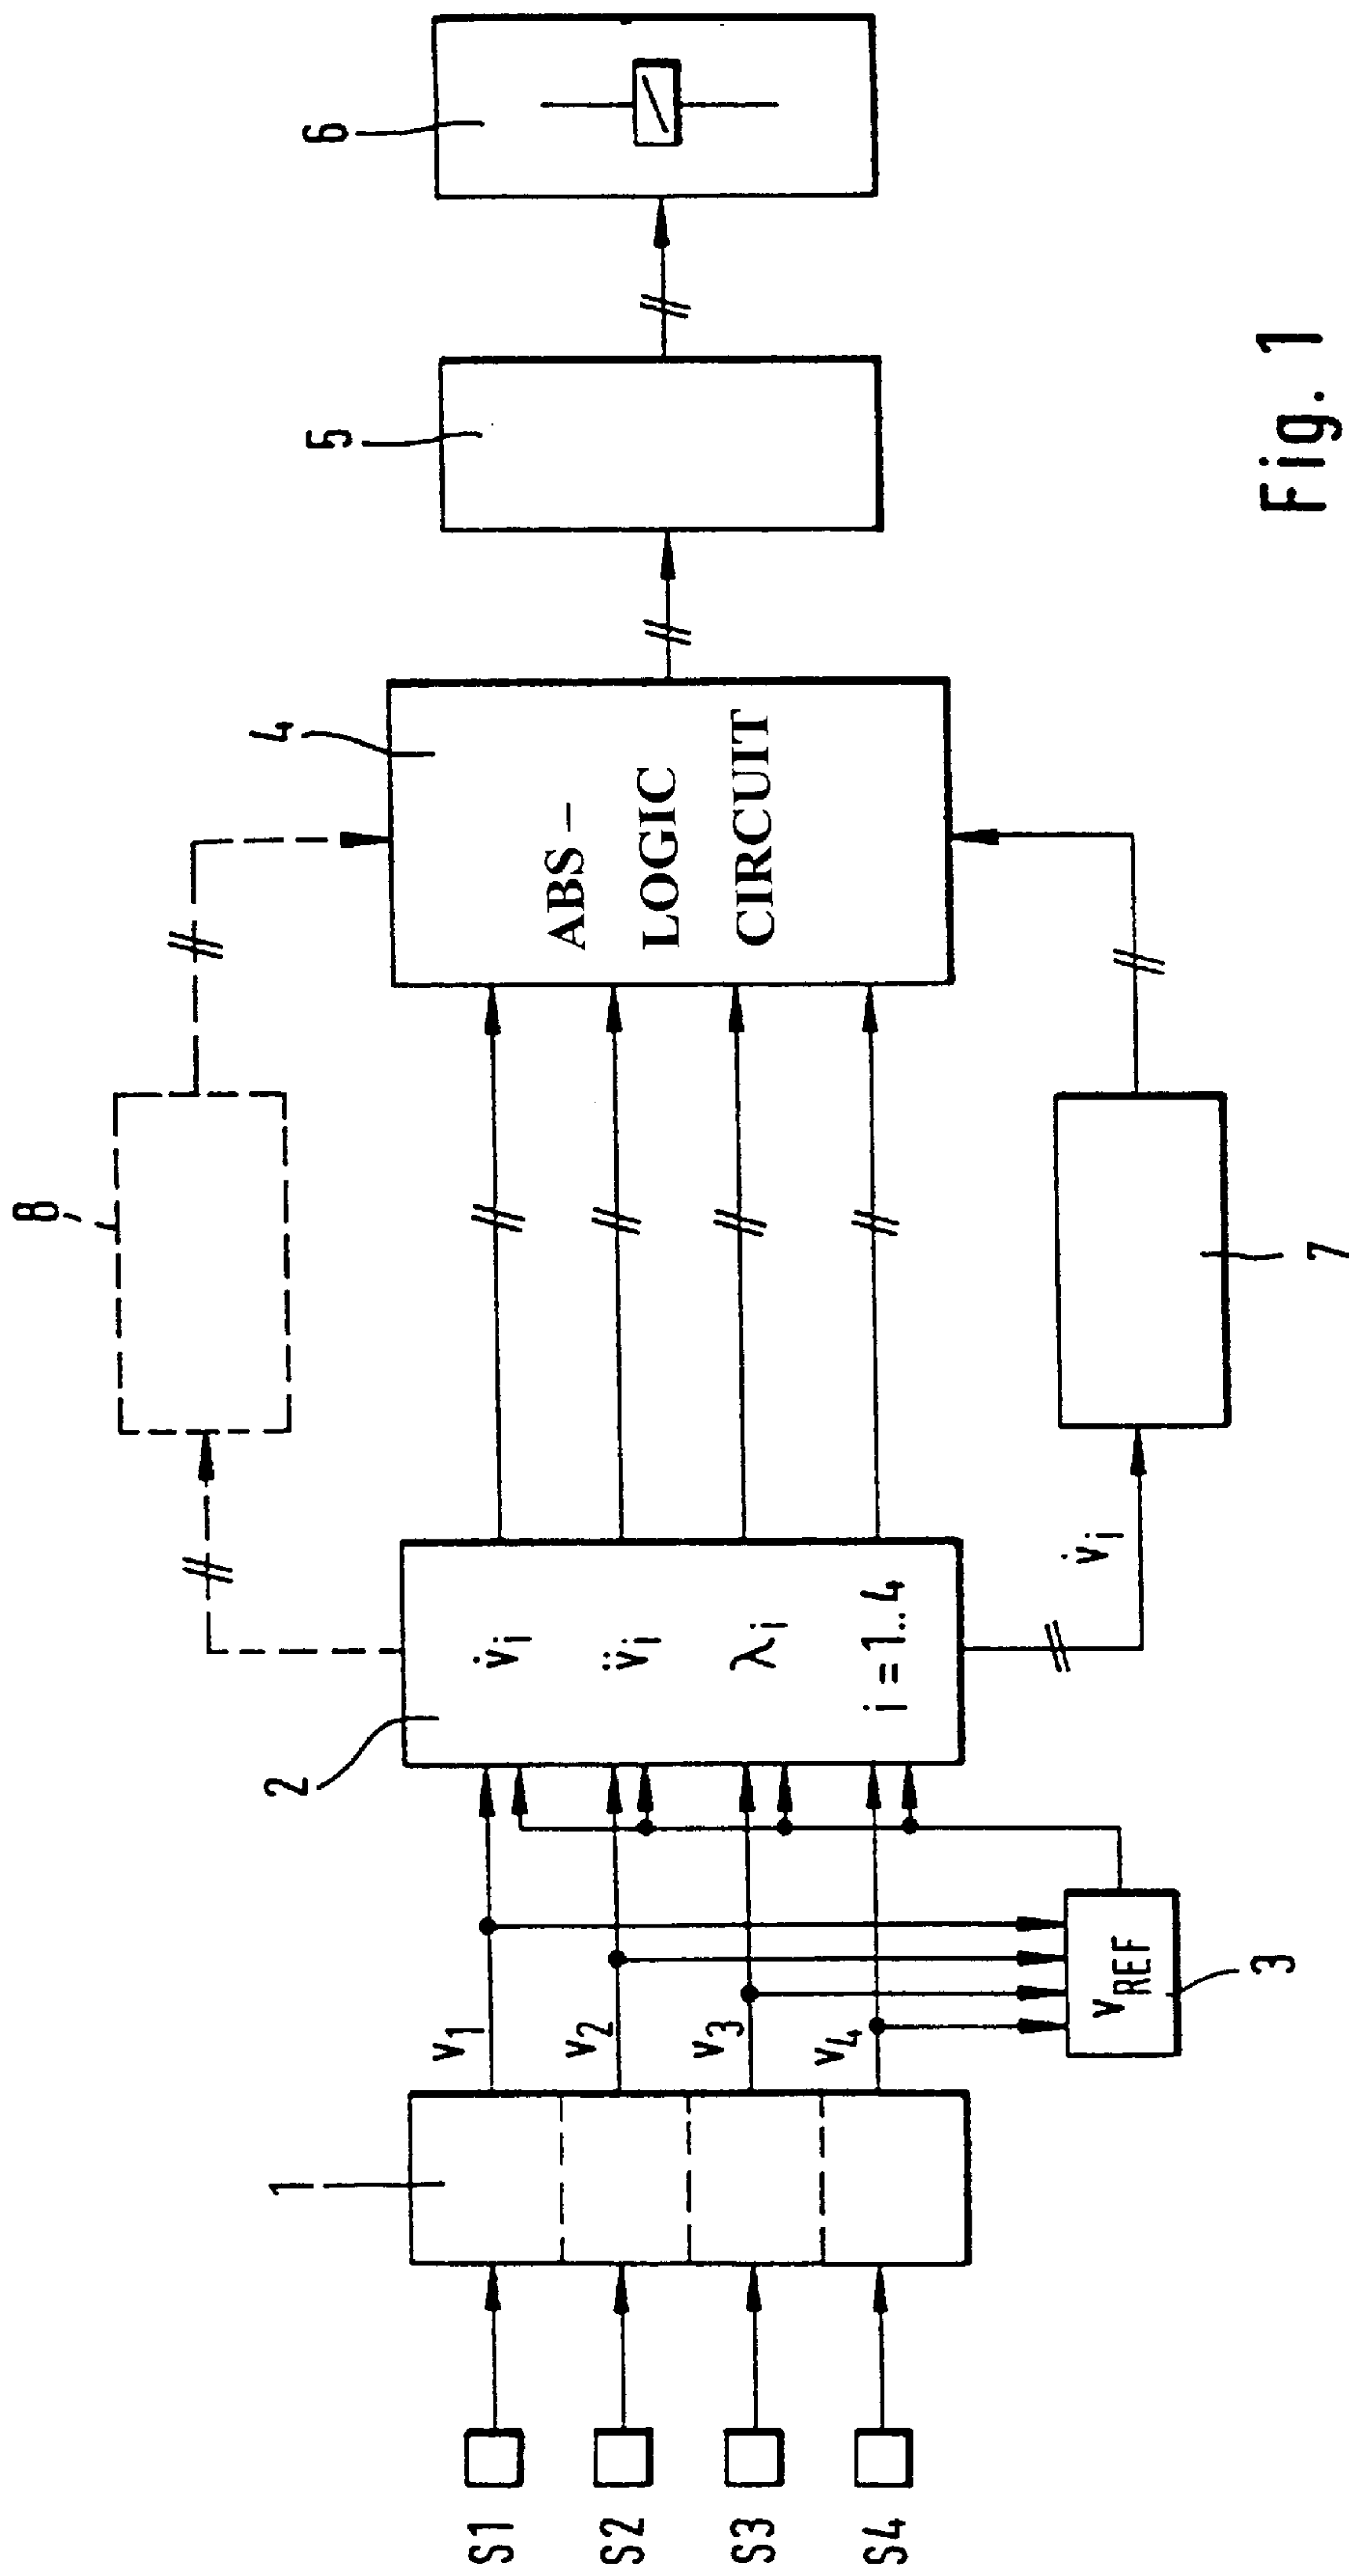 8
4
5
6
2
1
ABS –
LOGIC
CIRCUIT
v̇ᵢ
v̈ᵢ
λᵢ
i = 1..4
v₁
v₂
v₃
v₄
S1
S2
S3
S4
v̇ᵢ
V_REF
3
7
Fig. 1